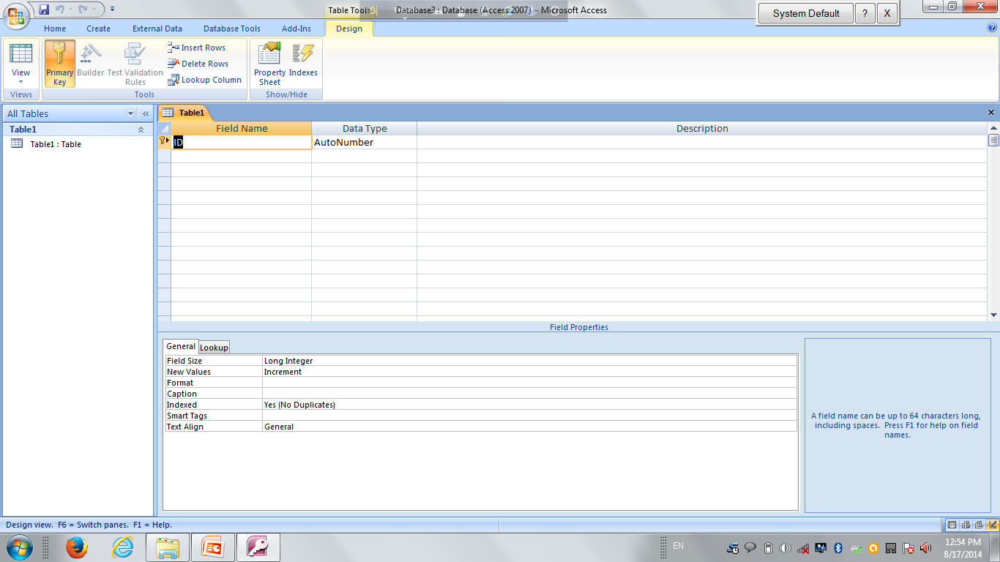 Table Tools
Database3 : Database (Access 2007) - Microsoft Access
System Default
?
X
Home
Create
External Data
Database Tools
Add-Ins
Design
View
Primary Key
Builder
Test Validation Rules
Insert Rows
Delete Rows
Lookup Column
Property Sheet
Indexes
Views
Tools
Show/Hide
All Tables
Table1
Table1
Table1 : Table
Field Name
Data Type
Description
ID
AutoNumber
Field Properties
General
Lookup
Field Size
Long Integer
New Values
Increment
Format
Caption
Indexed
Yes (No Duplicates)
Smart Tags
Text Align
General
A field name can be up to 64 characters long,
including spaces. Press F1 for help on field
names.
Design view. F6 = Switch panes. F1 = Help.
EN
12:54 PM
8/17/2014